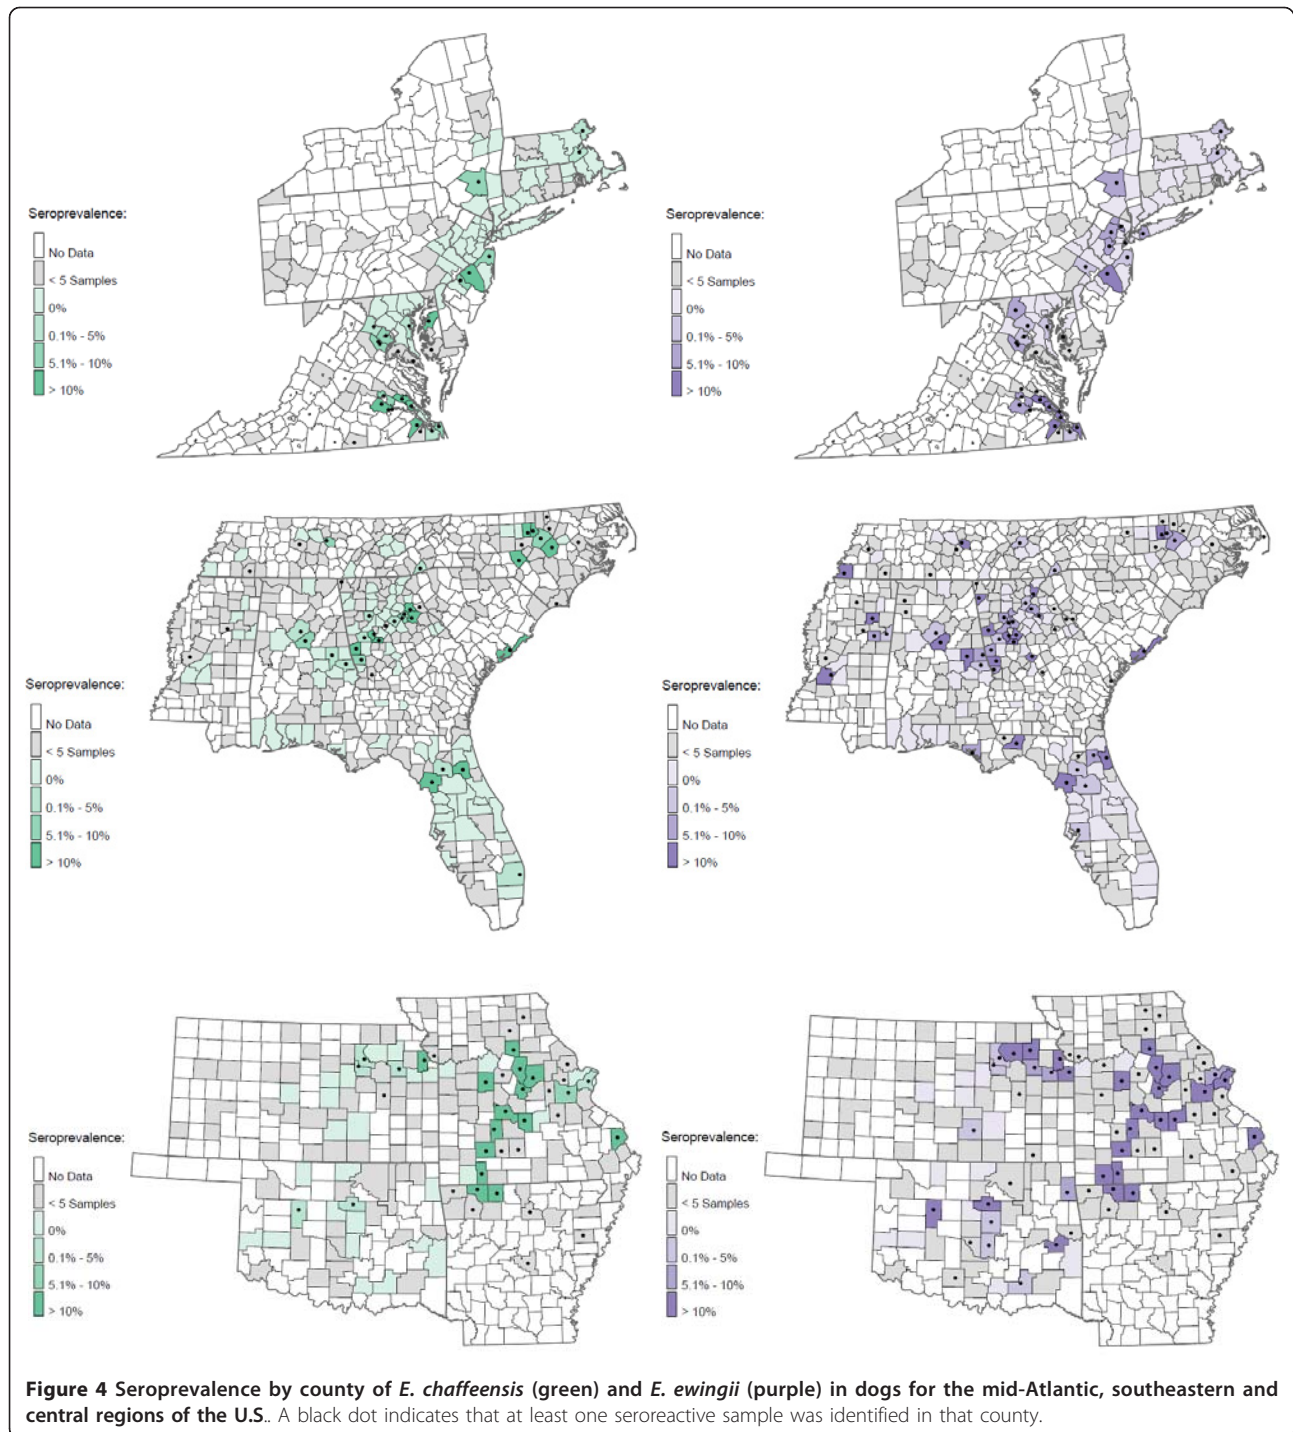 Seroprevalence:
No Data
< 5 Samples
0%
0.1% - 5%
5.1% - 10%
> 10%
Seroprevalence:
No Data
< 5 Samples
0%
0.1% - 5%
5.1% - 10%
> 10%
Seroprevalence:
No Data
< 5 Samples
0%
0.1% - 5%
5.1% - 10%
> 10%
Seroprevalence:
No Data
< 5 Samples
0%
0.1% - 5%
5.1% - 10%
> 10%
Seroprevalence:
No Data
< 5 Samples
0%
0.1% - 5%
5.1% - 10%
> 10%
Seroprevalence:
No Data
< 5 Samples
0%
0.1% - 5%
5.1% - 10%
> 10%
Figure 4 Seroprevalence by county of E. chaffeensis (green) and E. ewingii (purple) in dogs for the mid-Atlantic, southeastern and
central regions of the U.S.. A black dot indicates that at least one seroreactive sample was identified in that county.